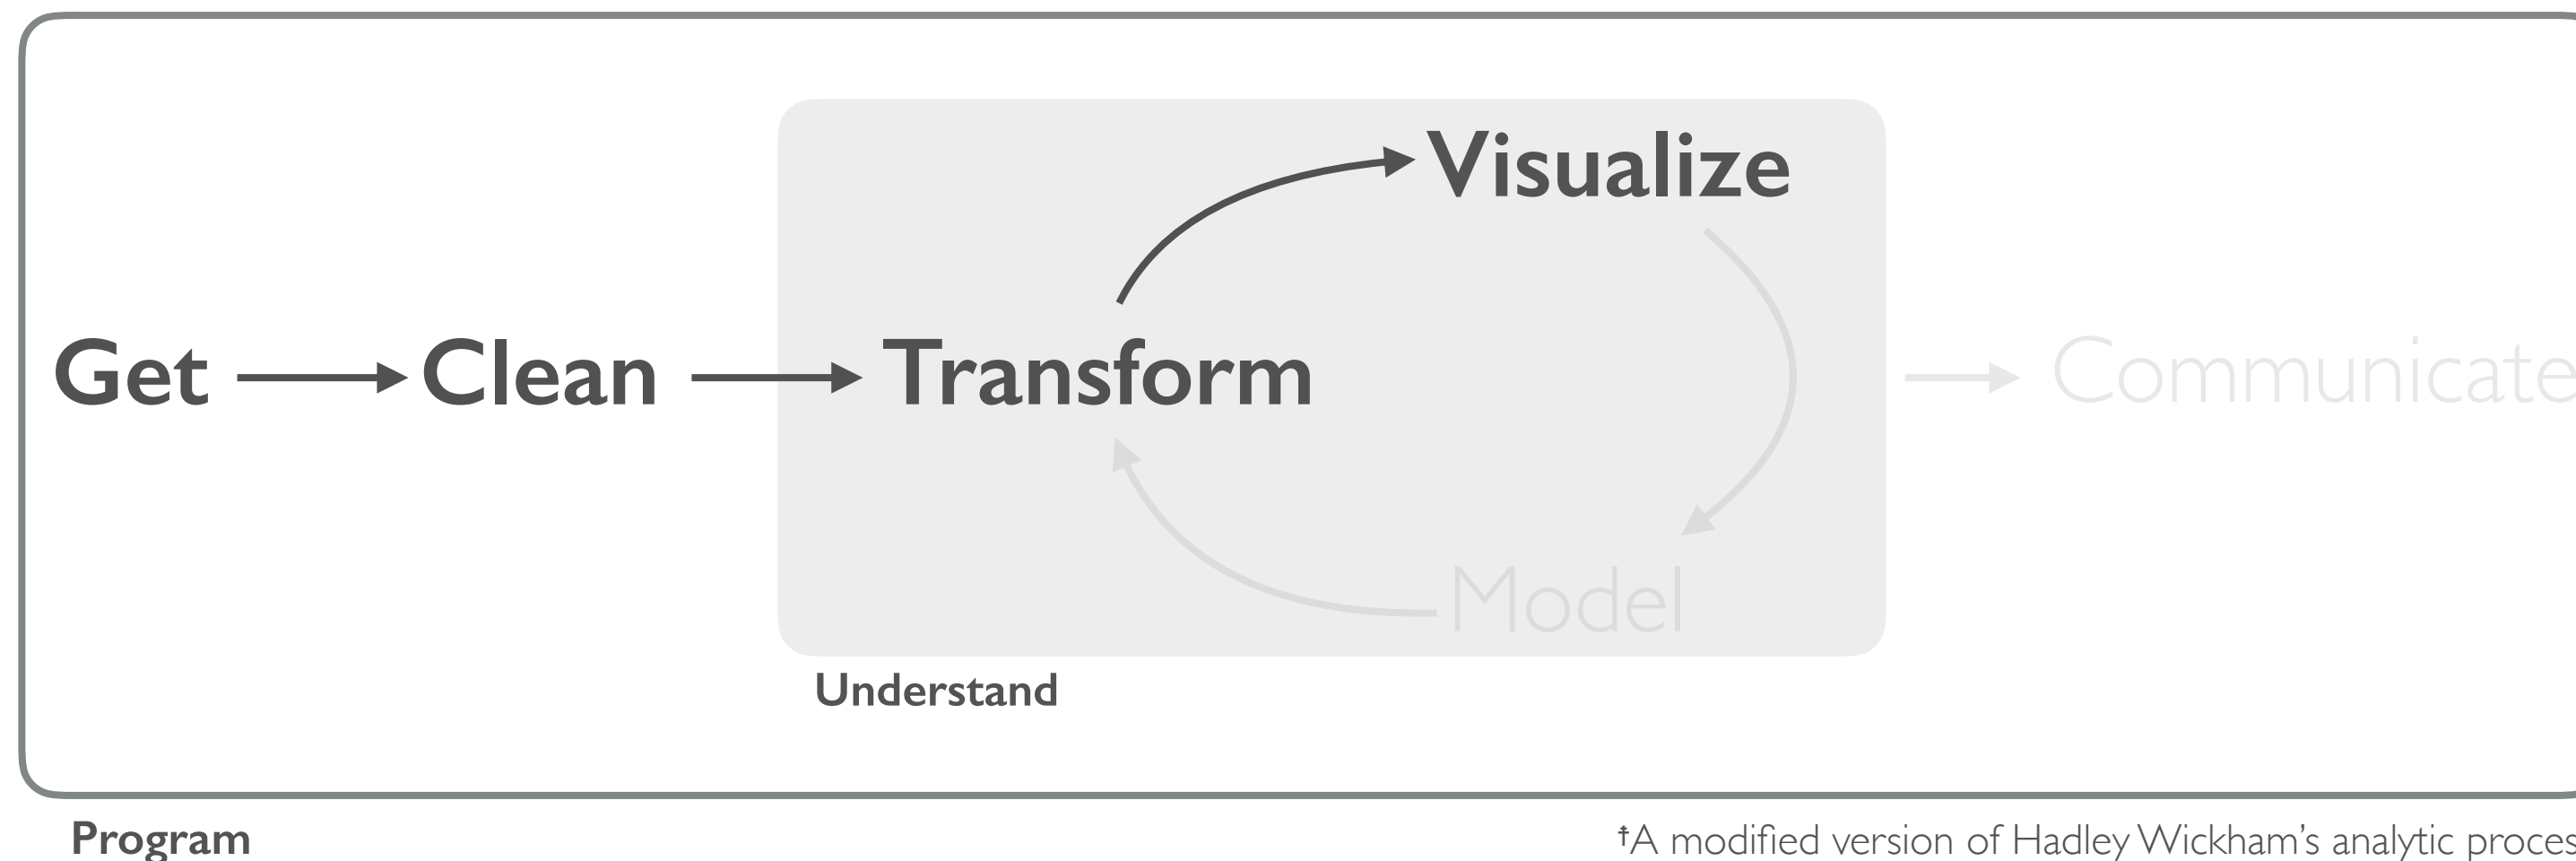 Visualize
Get Clean Transform Communicate
Model
Understand
Program
†A modified version of Hadley Wickham's analytic proces